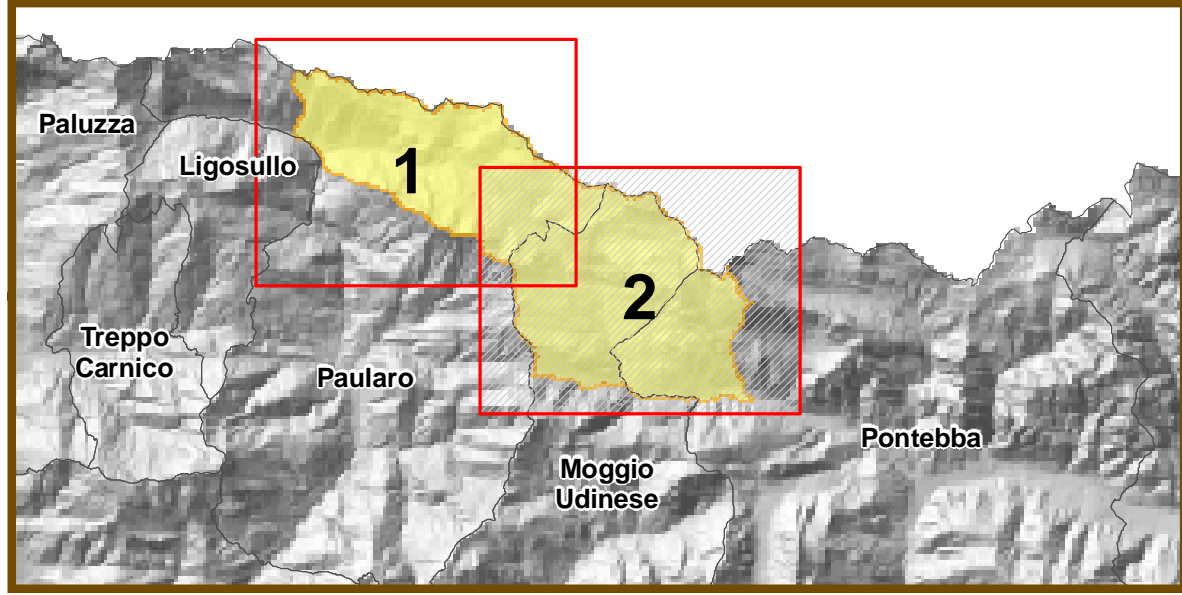 Paluzza
1
Ligosullo
2
Treppo
Carnico
Paularo
Pontebba
Moggio
Udinese